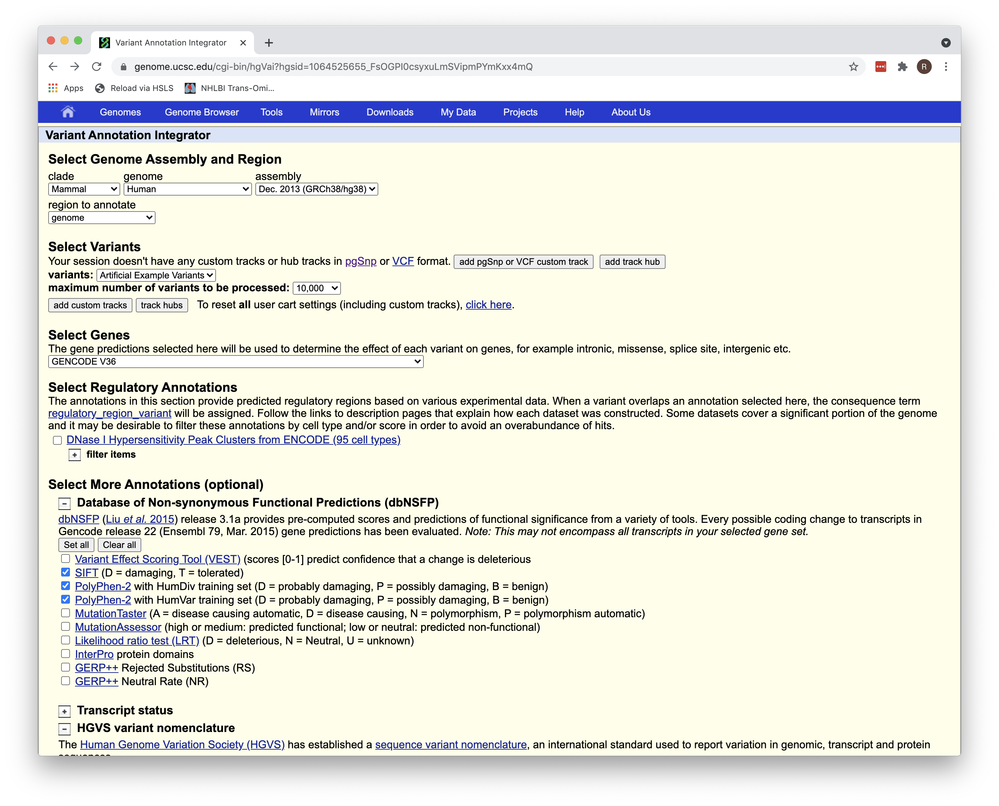 Variant Annotation Integrator
genome.ucsc.edu/cgi-bin/hgVai?hgsid=1064525655_FsOGPI0csyxuLmSVipmPYmKxx4mQ
R
Apps Reload via HSLS NHLBI Trans-Omi...
Genomes Genome Browser Tools Mirrors Downloads My Data Projects Help About Us
Variant Annotation Integrator
Select Genome Assembly and Region
clade genome assembly
Mammal Human Dec. 2013 (GRCh38/hg38)
region to annotate
genome
Select Variants
Your session doesn't have any custom tracks or hub tracks in pgSnp or VCF format. add pgSnp or VCF custom track add track hub
variants: Artificial Example Variants
maximum number of variants to be processed: 10,000
add custom tracks track hubs To reset all user cart settings (including custom tracks), click here.
Select Genes
The gene predictions selected here will be used to determine the effect of each variant on genes, for example intronic, missense, splice site, intergenic etc.
GENCODE V36
Select Regulatory Annotations
The annotations in this section provide predicted regulatory regions based on various experimental data. When a variant overlaps an annotation selected here, the consequence term
regulatory_region_variant will be assigned. Follow the links to description pages that explain how each dataset was constructed. Some datasets cover a significant portion of the genome
and it may be desirable to filter these annotations by cell type and/or score in order to avoid an overabundance of hits.
DNase I Hypersensitivity Peak Clusters from ENCODE (95 cell types)
+ filter items
Select More Annotations (optional)
- Database of Non-synonymous Functional Predictions (dbNSFP)
dbNSFP (Liu et al. 2015) release 3.1a provides pre-computed scores and predictions of functional significance from a variety of tools. Every possible coding change to transcripts in
Gencode release 22 (Ensembl 79, Mar. 2015) gene predictions has been evaluated. Note: This may not encompass all transcripts in your selected gene set.
Set all Clear all
Variant Effect Scoring Tool (VEST) (scores [0-1] predict confidence that a change is deleterious
SIFT (D = damaging, T = tolerated)
PolyPhen-2 with HumDiv training set (D = probably damaging, P = possibly damaging, B = benign)
PolyPhen-2 with HumVar training set (D = probably damaging, P = possibly damaging, B = benign)
MutationTaster (A = disease causing automatic, D = disease causing, N = polymorphism, P = polymorphism automatic)
MutationAssessor (high or medium: predicted functional; low or neutral: predicted non-functional)
Likelihood ratio test (LRT) (D = deleterious, N = Neutral, U = unknown)
InterPro protein domains
GERP++ Rejected Substitutions (RS)
GERP++ Neutral Rate (NR)
+ Transcript status
- HGVS variant nomenclature
The Human Genome Variation Society (HGVS) has established a sequence variant nomenclature, an international standard used to report variation in genomic, transcript and protein